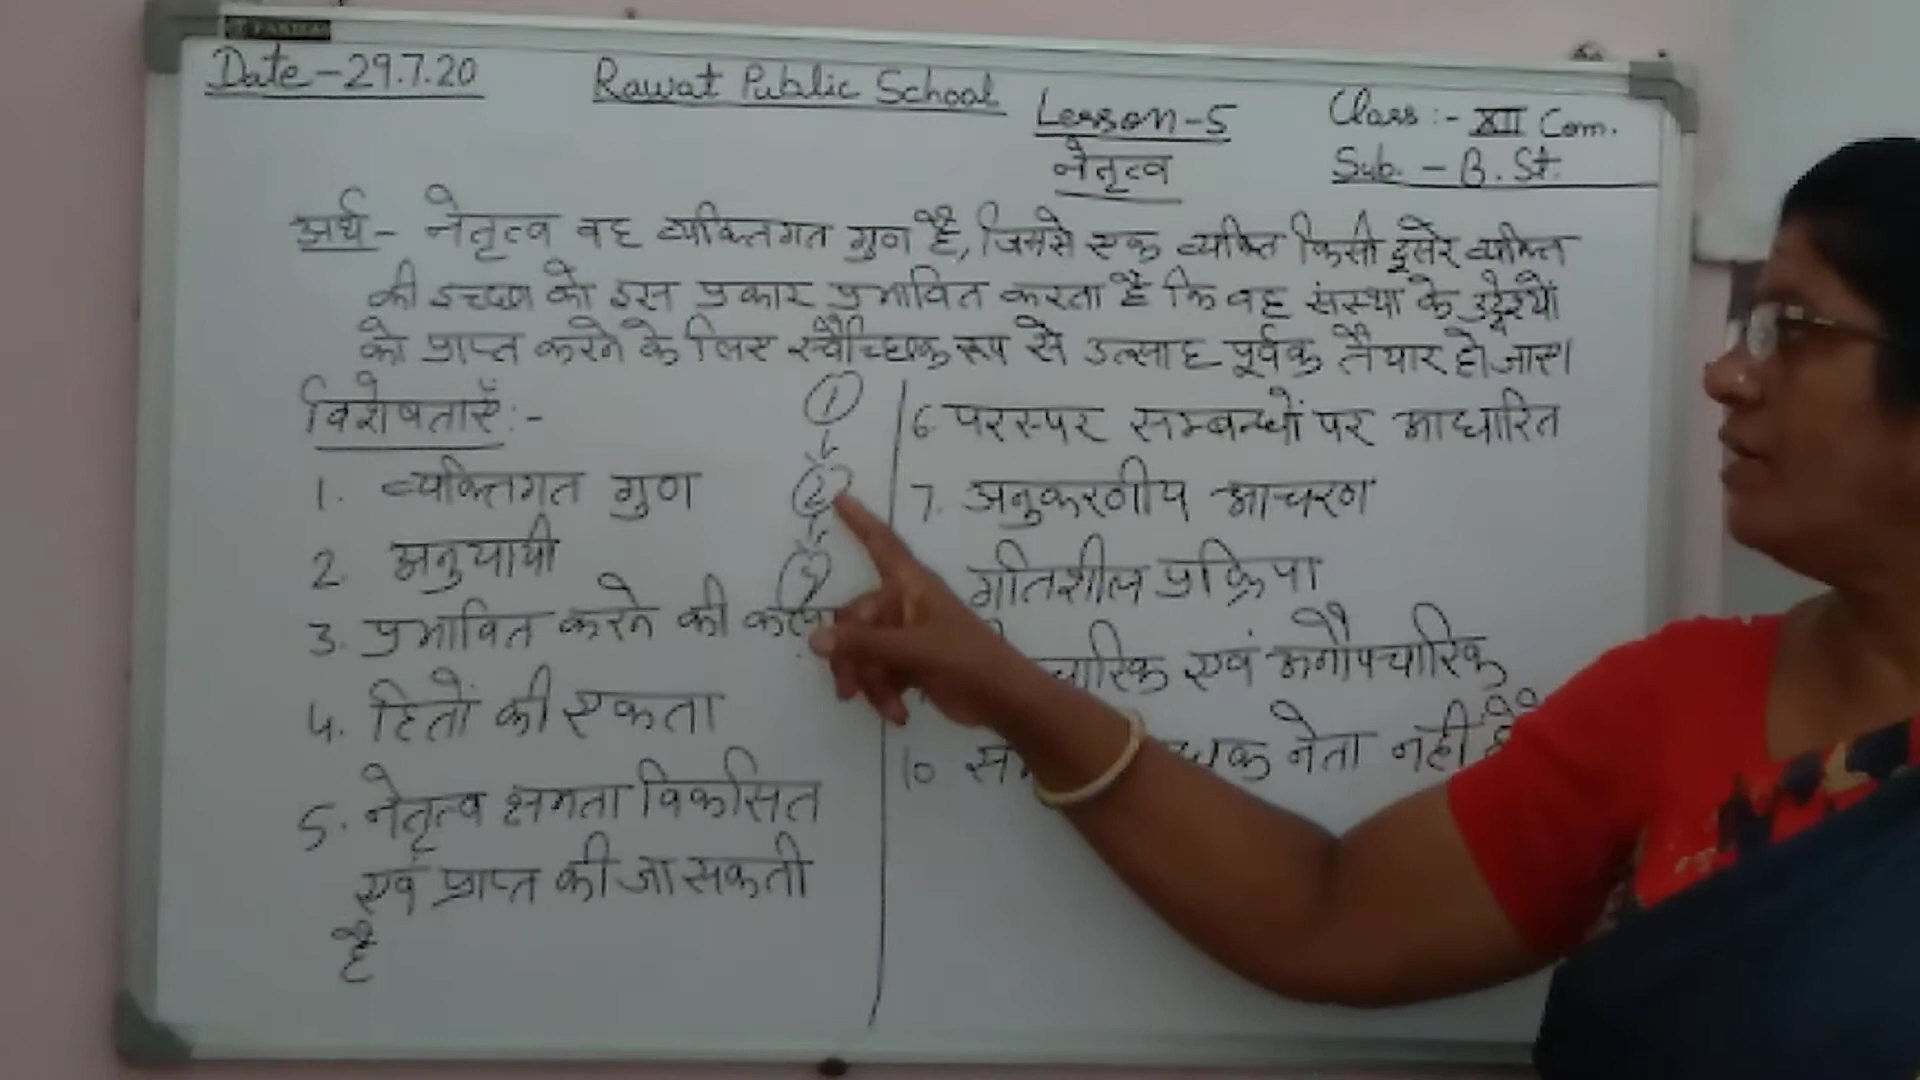 Date - 29.7.20
Rawat Public School
Lesson - 5
नेतृत्व
Class :- XII Com.
Sub. - B. St.
अर्थ - नेतृत्व वह व्यक्तिगत गुण है, जिससे एक व्यक्ति किसी दूसरे व्यक्ति
की इच्छा को इस प्रकार प्रभावित करता है कि वह संस्था के उद्देश्यों
को प्राप्त करने के लिए स्वैच्छिक रूप से उत्साह पूर्वक तैयार हो जाए।
विशेषताएँ :-
1. व्यक्तिगत गुण
2. अनुयायी
3. प्रभावित करने की कला
4. हितों की एकता
5. नेतृत्व क्षमता विकसित
एवं प्राप्त की जा सकती
है
1
2
3
6. परस्पर सम्बन्धों पर आधारित
7. अनुकरणीय आचरण
गतिशील प्रक्रिया
चारिक एवं अनौपचारिक
10 नेता नहीं